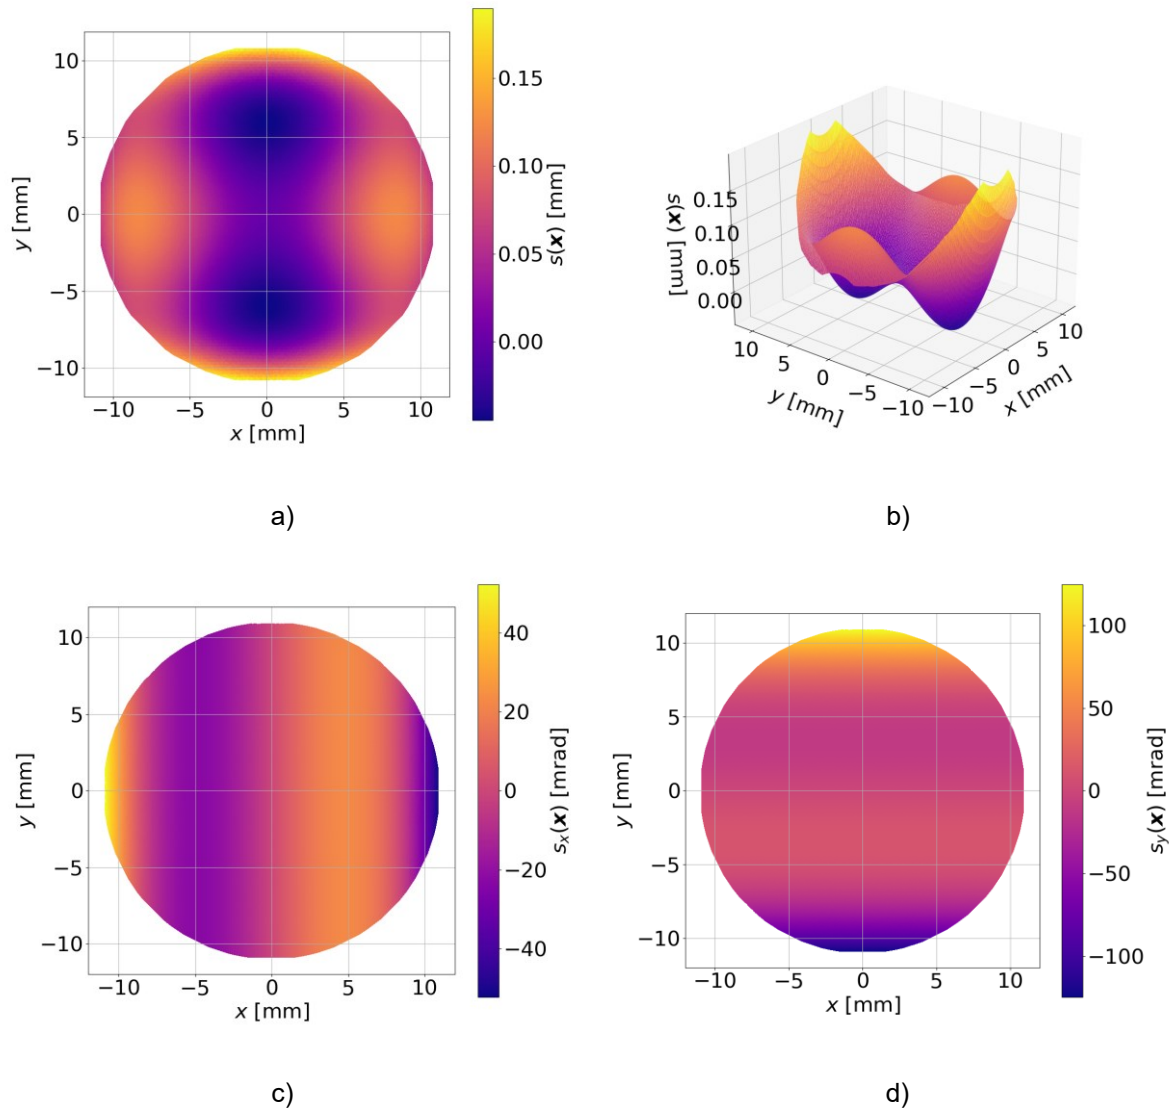 10
5
0
−5
−10
y [mm]
−10 −5 0 5 10
x [mm]
0.15
0.10
0.05
0.00
s(x) [mm]
0.15
0.10
0.05
0.00
s(x) [mm]
10 5 0 −5 −10
y [mm]
−10 −5 0 5 10
x [mm]
a)
b)
10
5
0
−5
−10
y [mm]
−10 −5 0 5 10
x [mm]
40
20
0
−20
−40
sₓ(x) [mrad]
10
5
0
−5
−10
y [mm]
−10 −5 0 5 10
x [mm]
100
50
0
−50
−100
s_y(x) [mrad]
c)
d)